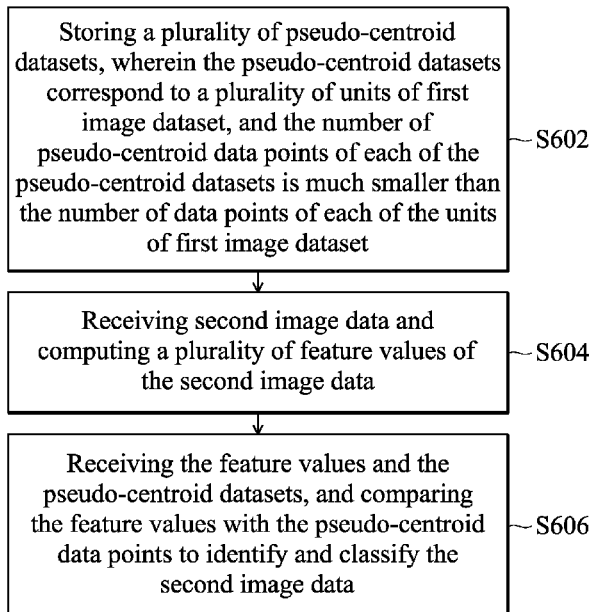 Storing a plurality of pseudo-centroid
datasets, wherein the pseudo-centroid datasets
correspond to a plurality of units of first
image dataset, and the number of
pseudo-centroid data points of each of the
pseudo-centroid datasets is much smaller than
the number of data points of each of the units
of first image dataset
S602
Receiving second image data and
computing a plurality of feature values of
the second image data
S604
Receiving the feature values and the
pseudo-centroid datasets, and comparing
the feature values with the pseudo-centroid
data points to identify and classify the
second image data
S606